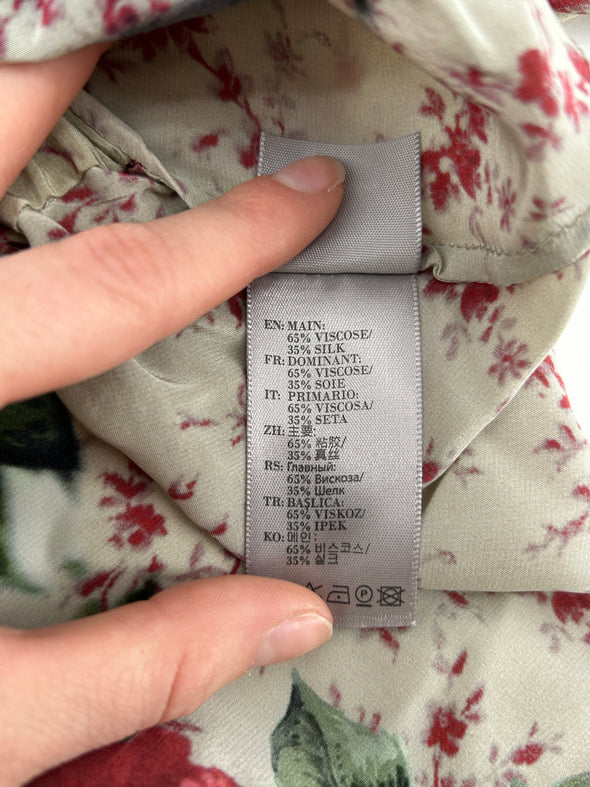 EN: MAIN:
65% VISCOSE/
35% SILK
FR: DOMINANT:
65% VISCOSE/
35% SOIE
IT: PRIMARIO:
65% VISCOSA/
35% SETA
ZH: 主要:
65% 粘胶/
35% 真丝
RS: Главный:
65% Вискоза/
35% Шелк
TR: BAŞLICA:
65% VISKOZ/
35% IPEK
KO: 메인:
65% 비스코스/
35% 실크